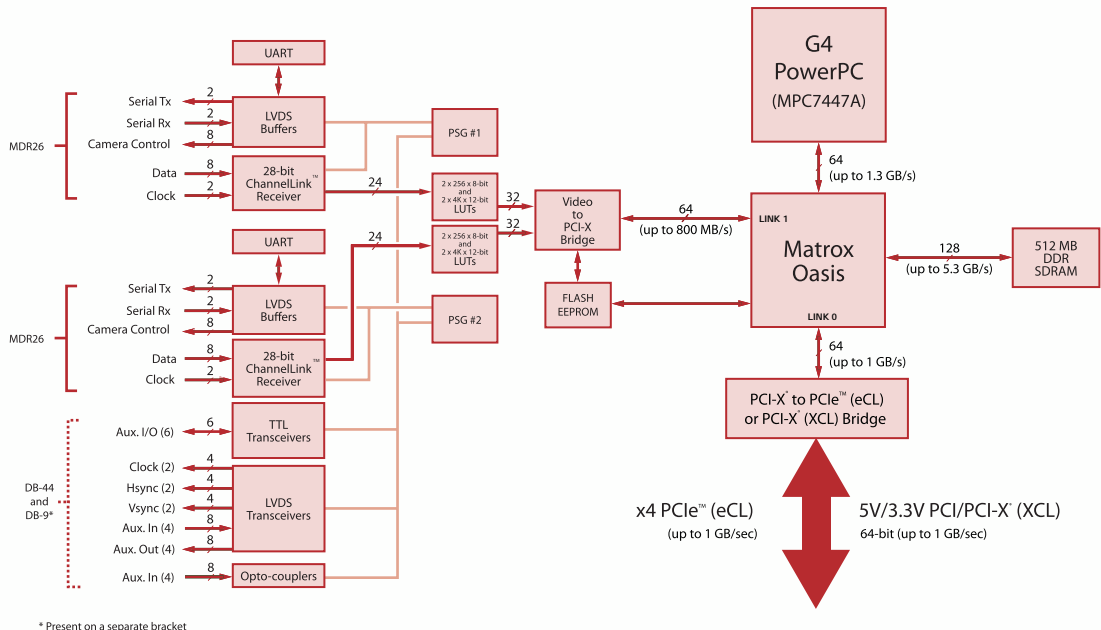 G4
PowerPC
(MPC7447A)
64
(up to 1.3 GB/s)
UART
MDR26
Serial Tx
2
Serial Rx
2
Camera Control
8
LVDS
Buffers
PSG #1
Data
8
Clock
2
28-bit
ChannelLink™
Receiver
24
2 x 256 x 8-bit
and
2 x 4K x 12-bit
LUTs
32
2 x 256 x 8-bit
and
2 x 4K x 12-bit
LUTs
32
24
Video
to
PCI-X
Bridge
64
(up to 800 MB/s)
LINK 1
Matrox
Oasis
LINK 0
128
(up to 5.3 GB/s)
512 MB
DDR
SDRAM
FLASH
EEPROM
UART
MDR26
Serial Tx
2
Serial Rx
2
Camera Control
8
LVDS
Buffers
PSG #2
Data
8
Clock
2
28-bit
ChannelLink™
Receiver
64
(up to 1 GB/s)
PCI-X® to PCIe™ (eCL)
or PCI-X® (XCL) Bridge
DB-44
and
DB-9*
Aux. I/O (6)
6
TTL
Transceivers
Clock (2)
4
Hsync (2)
4
Vsync (2)
4
Aux. In (4)
8
Aux. Out (4)
8
LVDS
Transceivers
Aux. In (4)
8
Opto-couplers
x4 PCIe™ (eCL)
(up to 1 GB/sec)
5V/3.3V PCI/PCI-X® (XCL)
64-bit (up to 1 GB/sec)
* Present on a separate bracket